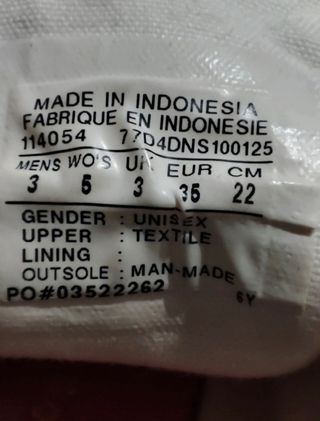 MADE IN INDONESIA
FABRIQUE EN INDONESIE
114054 77D4DNS100125
MENS WO'S UK EUR CM
3 5 3 35 22
GENDER : UNISEX
UPPER : TEXTILE
LINING :
OUTSOLE : MAN-MADE
PO#03522262
6Y